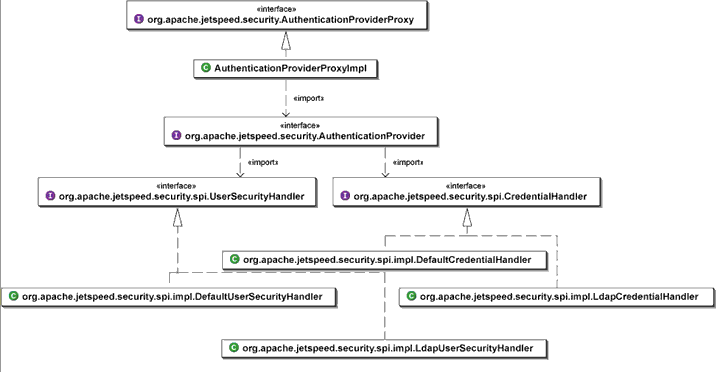 «interface»
I org.apache.jetspeed.security.AuthenticationProviderProxy
C AuthenticationProviderProxyImpl
«import»
«interface»
I org.apache.jetspeed.security.AuthenticationProvider
«import»
«import»
«interface»
I org.apache.jetspeed.security.spi.UserSecurityHandler
«interface»
I org.apache.jetspeed.security.spi.CredentialHandler
C org.apache.jetspeed.security.spi.impl.DefaultCredentialHandler
C org.apache.jetspeed.security.spi.impl.DefaultUserSecurityHandler
C org.apache.jetspeed.security.spi.impl.LdapCredentialHandler
C org.apache.jetspeed.security.spi.impl.LdapUserSecurityHandler